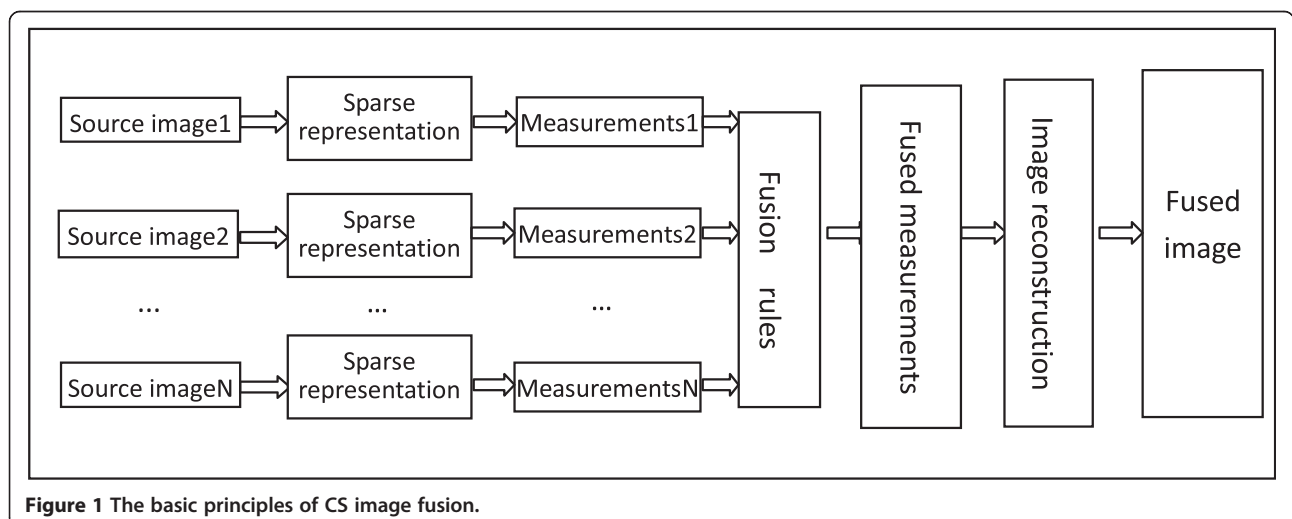 Source image1
Sparse
representation
Measurements1
Source image2
Sparse
representation
Measurements2
...
...
...
Source imageN
Sparse
representation
MeasurementsN
Fusion rules
Fused measurements
Image reconstruction
Fused
image
Figure 1 The basic principles of CS image fusion.